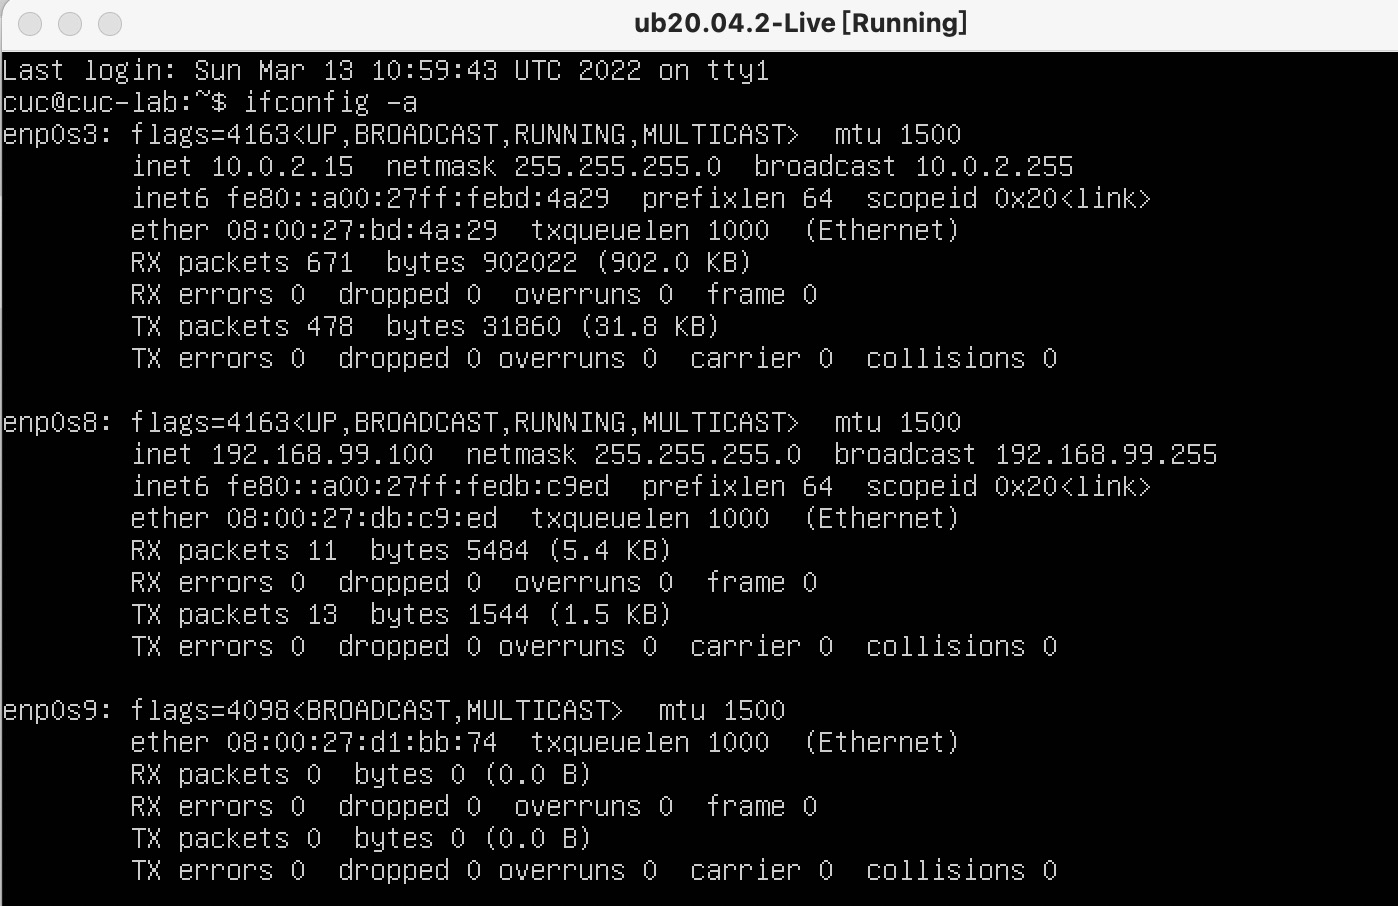 ub20.04.2-Live [Running]
Last login: Sun Mar 13 10:59:43 UTC 2022 on tty1
cuc@cuc-lab:~$ ifconfig -a
enp0s3: flags=4163<UP,BROADCAST,RUNNING,MULTICAST>  mtu 1500
        inet 10.0.2.15  netmask 255.255.255.0  broadcast 10.0.2.255
        inet6 fe80::a00:27ff:febd:4a29  prefixlen 64  scopeid 0x20<link>
        ether 08:00:27:bd:4a:29  txqueuelen 1000  (Ethernet)
        RX packets 671  bytes 902022 (902.0 KB)
        RX errors 0  dropped 0  overruns 0  frame 0
        TX packets 478  bytes 31860 (31.8 KB)
        TX errors 0  dropped 0 overruns 0  carrier 0  collisions 0

enp0s8: flags=4163<UP,BROADCAST,RUNNING,MULTICAST>  mtu 1500
        inet 192.168.99.100  netmask 255.255.255.0  broadcast 192.168.99.255
        inet6 fe80::a00:27ff:fedb:c9ed  prefixlen 64  scopeid 0x20<link>
        ether 08:00:27:db:c9:ed  txqueuelen 1000  (Ethernet)
        RX packets 11  bytes 5484 (5.4 KB)
        RX errors 0  dropped 0  overruns 0  frame 0
        TX packets 13  bytes 1544 (1.5 KB)
        TX errors 0  dropped 0 overruns 0  carrier 0  collisions 0

enp0s9: flags=4098<BROADCAST,MULTICAST>  mtu 1500
        ether 08:00:27:d1:bb:74  txqueuelen 1000  (Ethernet)
        RX packets 0  bytes 0 (0.0 B)
        RX errors 0  dropped 0  overruns 0  frame 0
        TX packets 0  bytes 0 (0.0 B)
        TX errors 0  dropped 0 overruns 0  carrier 0  collisions 0